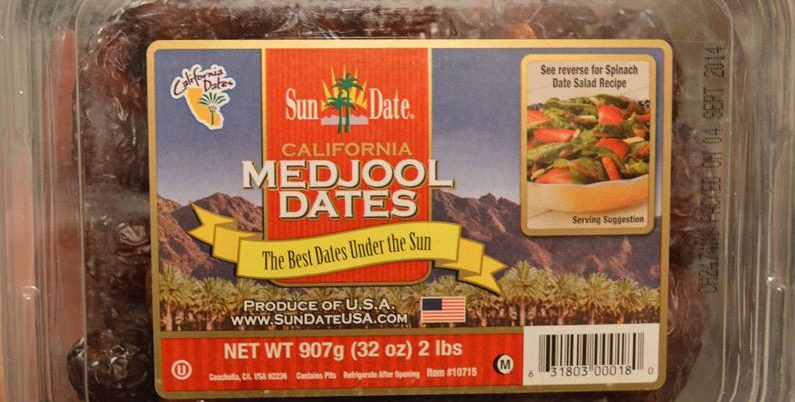 California
Dates
Sun Date®
CALIFORNIA
MEDJOOL
DATES
The Best Dates Under the Sun
PRODUCE OF U.S.A.
WWW.SUNDATEUSA.COM
NET WT 907g (32 oz) 2 lbs
U
Coachella, CA. USA 92236 Contains Pits Refrigerate After Opening Item #10715
M
See reverse for Spinach
Date Salad Recipe
Serving Suggestion
6 31803 00018 0
PACKED ON 04 SEPT 2014